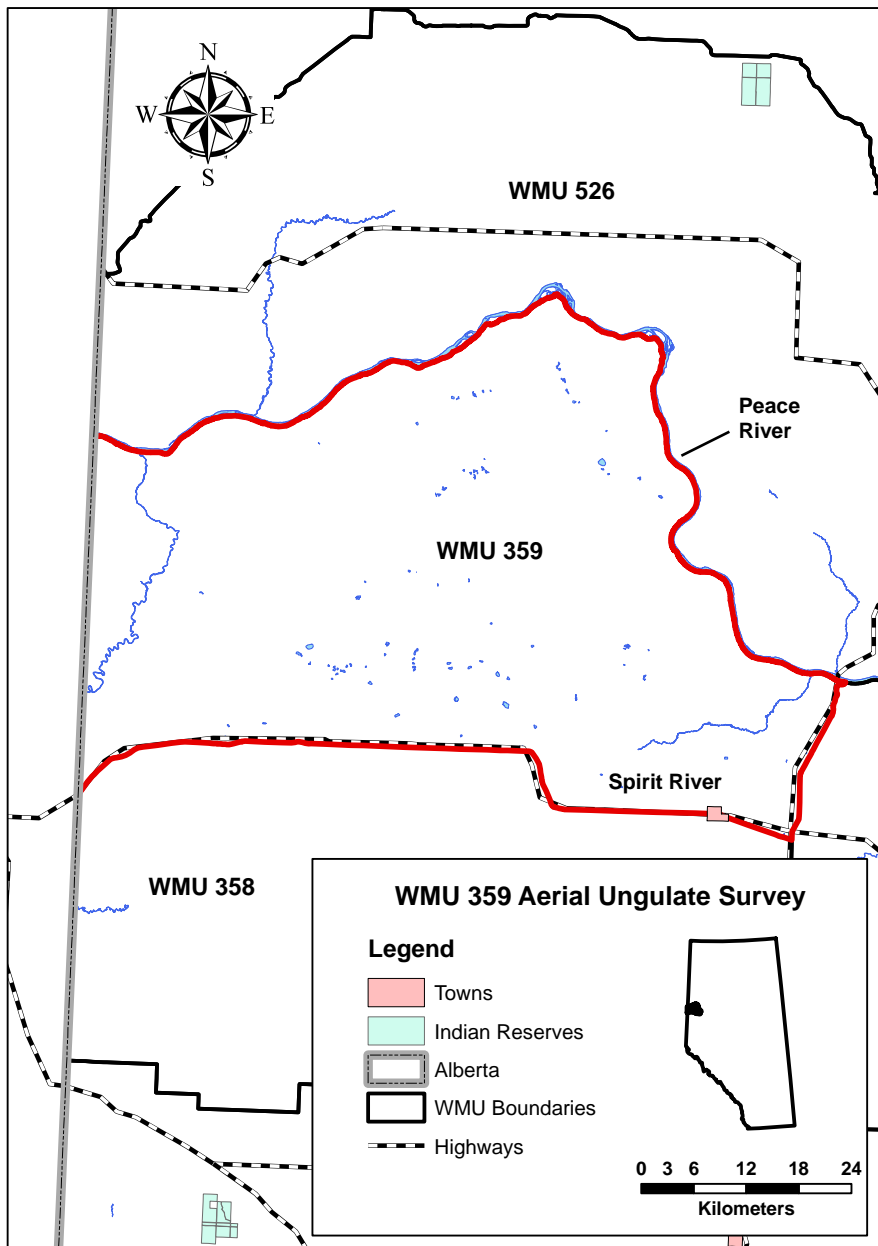 N
W
E
S
WMU 526
Peace
River
WMU 359
Spirit River
WMU 358
WMU 359 Aerial Ungulate Survey
Legend
Towns
Indian Reserves
Alberta
WMU Boundaries
Highways
0 3 6 12 18 24
Kilometers